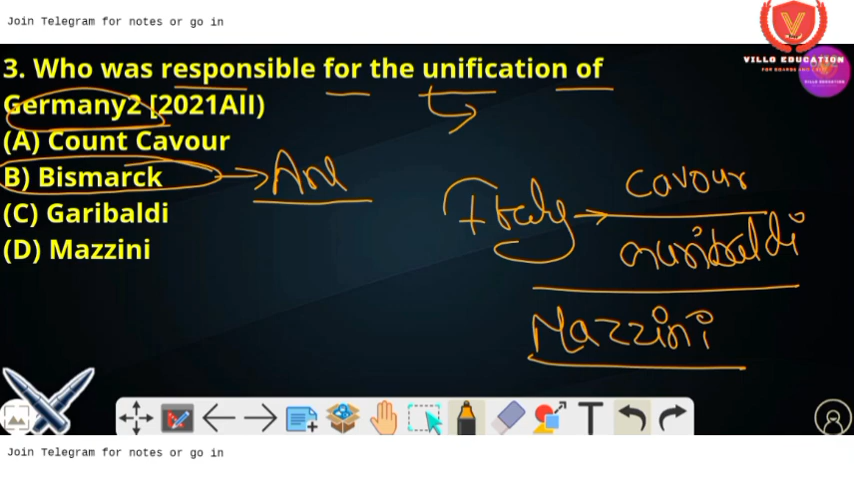 Join Telegram for notes or go in
VILLO EDUCATION
3. Who was responsible for the unification of
Germany2 [2021AII)
(A) Count Cavour
B) Bismarck
Ans
(C) Garibaldi
(D) Mazzini
Italy
Cavour
Garibaldi
Mazzini
T
Join Telegram for notes or go in